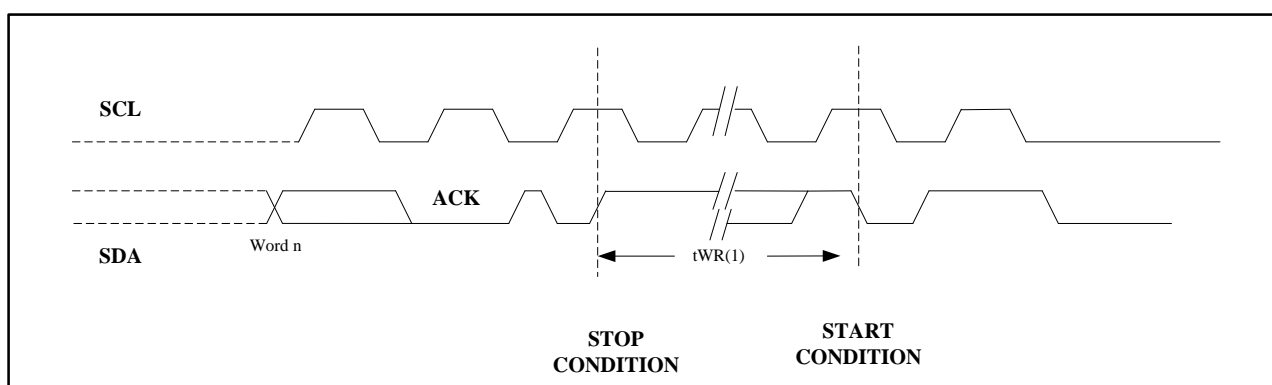 SCL
ACK
Word n
SDA
tWR(1)
STOP
CONDITION
START
CONDITION